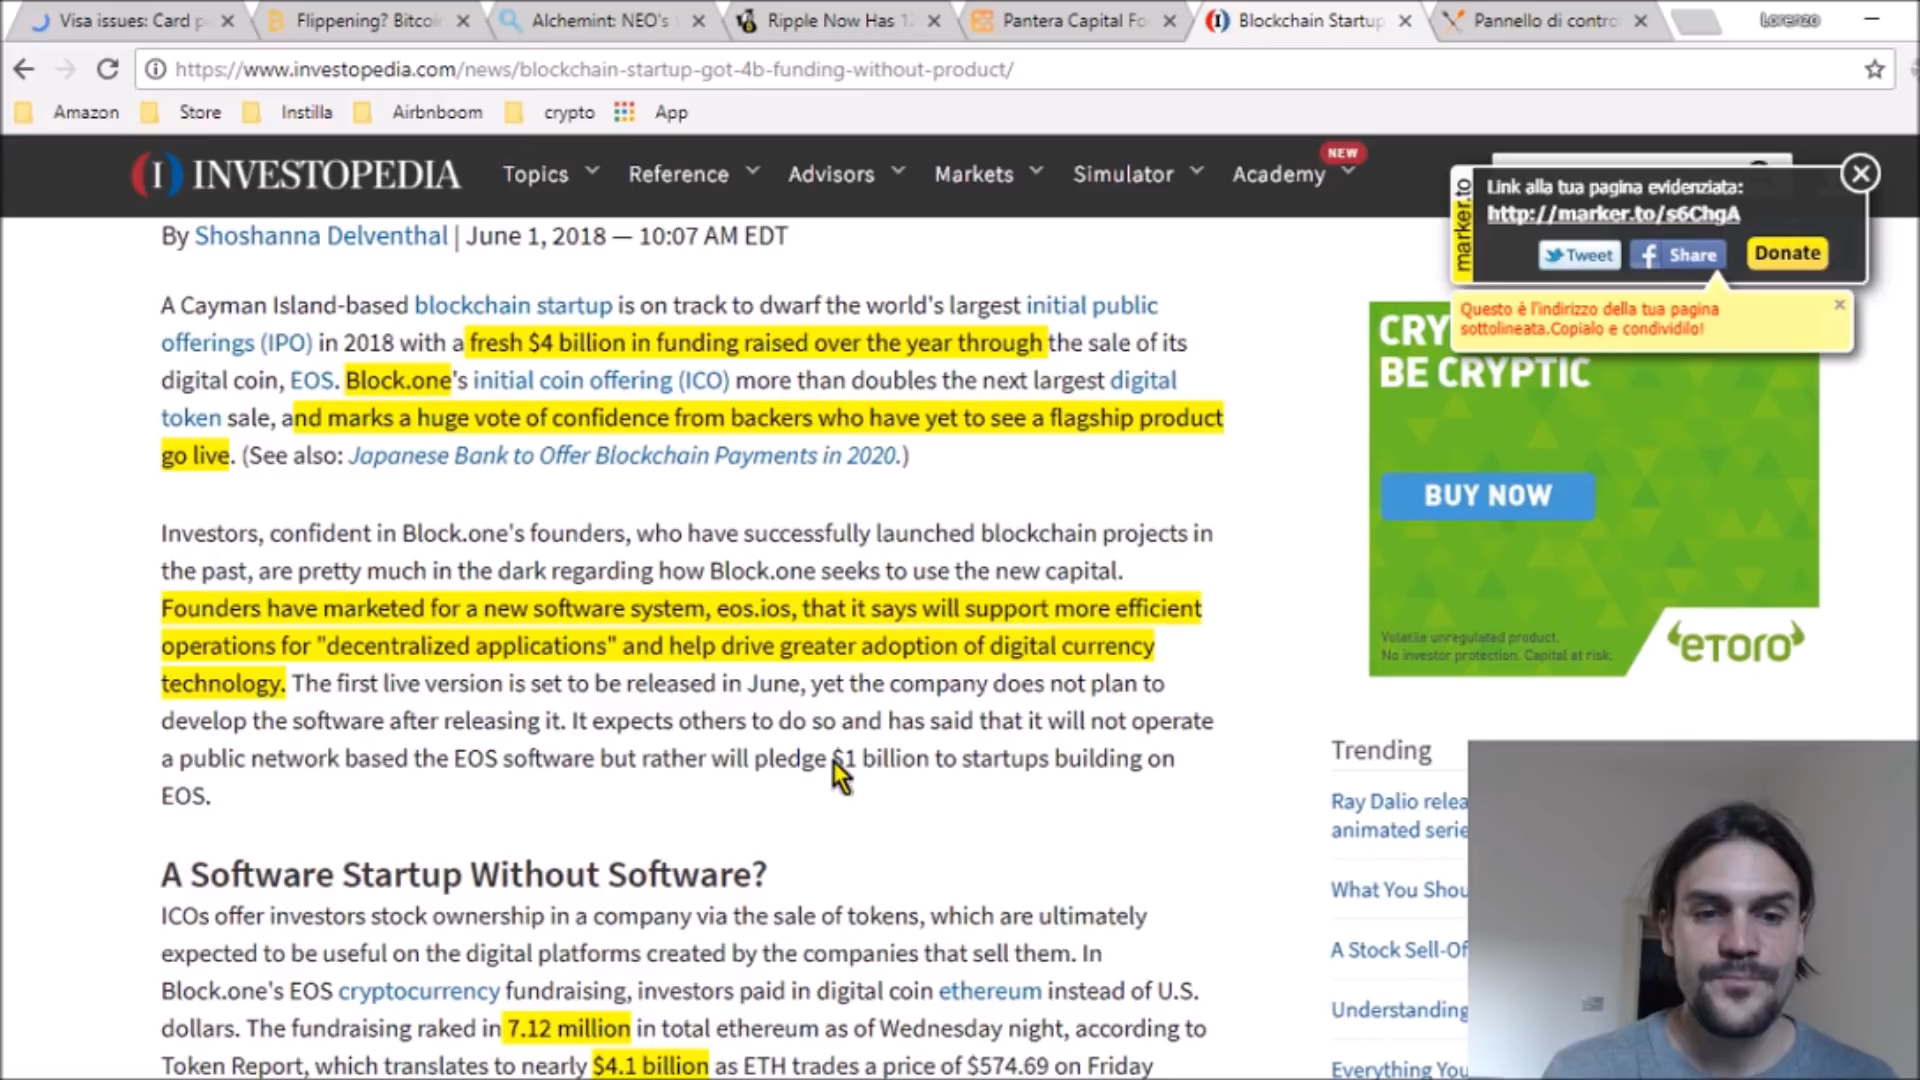 Visa issues: Card p
Flippening? Bitcoi
Alchemint: NEO's
Ripple Now Has 1
Pantera Capital Fo
Blockchain Startup
Pannello di contro
Lorenzo
https://www.investopedia.com/news/blockchain-startup-got-4b-funding-without-product/
Amazon Store Instilla Airbnboom crypto App
INVESTOPEDIA Topics Reference Advisors Markets Simulator Academy NEW
marker.to
Link alla tua pagina evidenziata:
http://marker.to/s6ChgA
Tweet Share Donate
Questo è l'indirizzo della tua pagina
sottolineata.Copialo e condividilo!
By Shoshanna Delventhal | June 1, 2018 — 10:07 AM EDT
A Cayman Island-based blockchain startup is on track to dwarf the world's largest initial public
offerings (IPO) in 2018 with a fresh $4 billion in funding raised over the year through the sale of its
digital coin, EOS. Block.one's initial coin offering (ICO) more than doubles the next largest digital
token sale, and marks a huge vote of confidence from backers who have yet to see a flagship product
go live. (See also: Japanese Bank to Offer Blockchain Payments in 2020.)
Investors, confident in Block.one's founders, who have successfully launched blockchain projects in
the past, are pretty much in the dark regarding how Block.one seeks to use the new capital.
Founders have marketed for a new software system, eos.ios, that it says will support more efficient
operations for "decentralized applications" and help drive greater adoption of digital currency
technology. The first live version is set to be released in June, yet the company does not plan to
develop the software after releasing it. It expects others to do so and has said that it will not operate
a public network based the EOS software but rather will pledge $1 billion to startups building on
EOS.
A Software Startup Without Software?
ICOs offer investors stock ownership in a company via the sale of tokens, which are ultimately
expected to be useful on the digital platforms created by the companies that sell them. In
Block.one's EOS cryptocurrency fundraising, investors paid in digital coin ethereum instead of U.S.
dollars. The fundraising raked in 7.12 million in total ethereum as of Wednesday night, according to
Token Report, which translates to nearly $4.1 billion as ETH trades a price of $574.69 on Friday
CRY
BE CRYPTIC
BUY NOW
Volatile unregulated product.
No investor protection. Capital at risk.
eToro
Trending
Ray Dalio relea
animated serie
What You Shou
A Stock Sell-Of
Understanding
Everything You